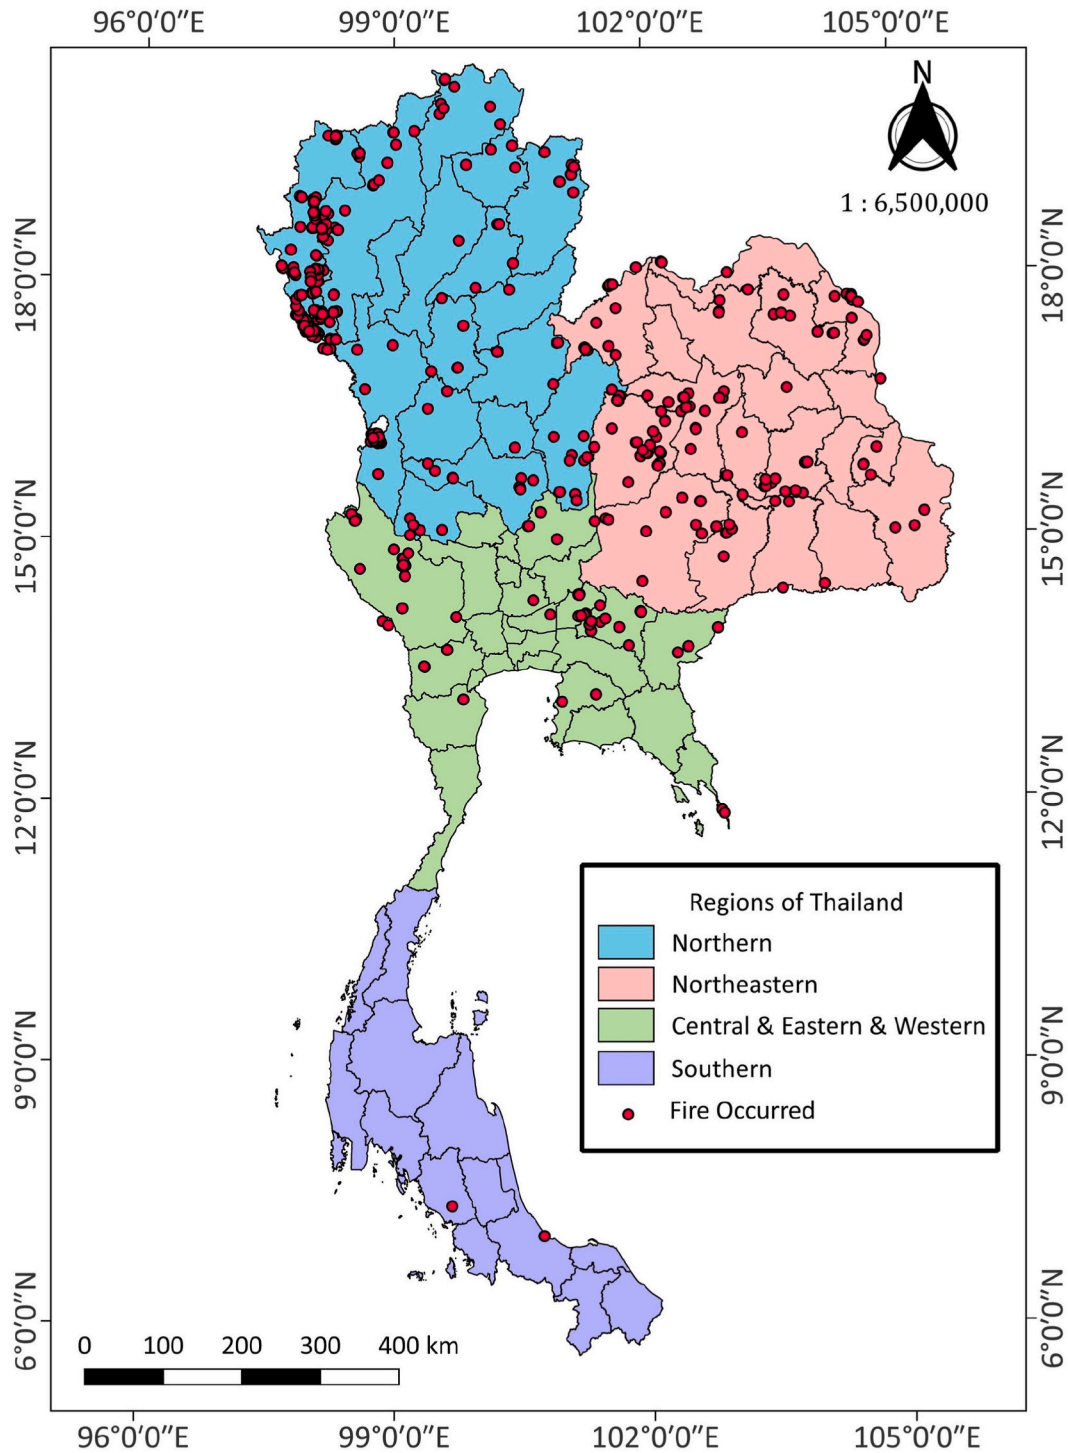 96°0′0″E 99°0′0″E 102°0′0″E 105°0′0″E
N
1 : 6,500,000
18°0′0″N
18°0′0″N
15°0′0″N
15°0′0″N
12°0′0″N
12°0′0″N
9°0′0″N
9°0′0″N
6°0′0″N
6°0′0″N
Regions of Thailand
Northern
Northeastern
Central & Eastern & Western
Southern
Fire Occurred
0 100 200 300 400 km
96°0′0″E 99°0′0″E 102°0′0″E 105°0′0″E